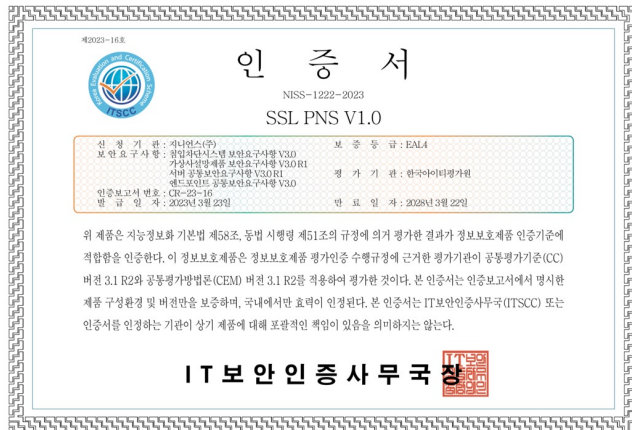 제2023-16호
Korea Evaluation and Certification Scheme
ITSCC
인 증 서
NISS-1222-2023
SSL PNS V1.0
신 청 기 관 : 지니언스(주) 보 증 등 급 : EAL4
보 안 요 구 사 항 : 침입차단시스템 보안요구사항 V3.0
가상사설망제품 보안요구사항 V3.0 R1
서버 공통보안요구사항 V3.0 R1 평 가 기 관 : 한국아이티평가원
엔드포인트 공통보안요구사항 V3.0
인증보고서 번호 : CR-23-16
발 급 일 자 : 2023년 3월 23일 만 료 일 자 : 2028년 3월 22일
위 제품은 지능정보화 기본법 제58조, 동법 시행령 제51조의 규정에 의거 평가한 결과가 정보보호제품 인증기준에
적합함을 인증한다. 이 정보보호제품은 정보보호제품 평가인증 수행규정에 근거한 평가기관이 공통평가기준(CC)
버전 3.1 R2와 공통평가방법론(CEM) 버전 3.1 R2를 적용하여 평가한 것이다. 본 인증서는 인증보고서에서 명시한
제품 구성환경 및 버전만을 보증하며, 국내에서만 효력이 인정된다. 본 인증서는 IT보안인증사무국(ITSCC) 또는
인증서를 인정하는 기관이 상기 제품에 대해 포괄적인 책임이 있음을 의미하지는 않는다.
IT보안인증사무국장